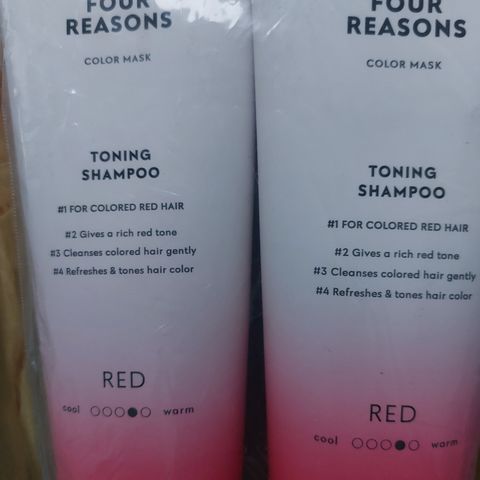 FOUR
REASONS
COLOR MASK
TONING
SHAMPOO
#1 FOR COLORED RED HAIR
#2 Gives a rich red tone
#3 Cleanses colored hair gently
#4 Refreshes & tones hair color
RED
cool warm
FOUR
REASONS
COLOR MASK
TONING
SHAMPOO
#1 FOR COLORED RED HAIR
#2 Gives a rich red tone
#3 Cleanses colored hair gently
#4 Refreshes & tones hair color
RED
cool warm